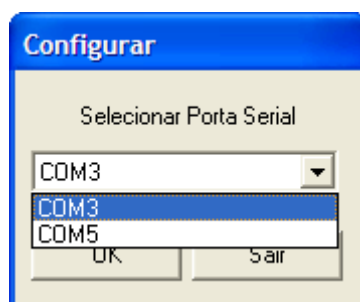 Configurar
Selecionar Porta Serial
COM3
COM3
COM5
OK Sair